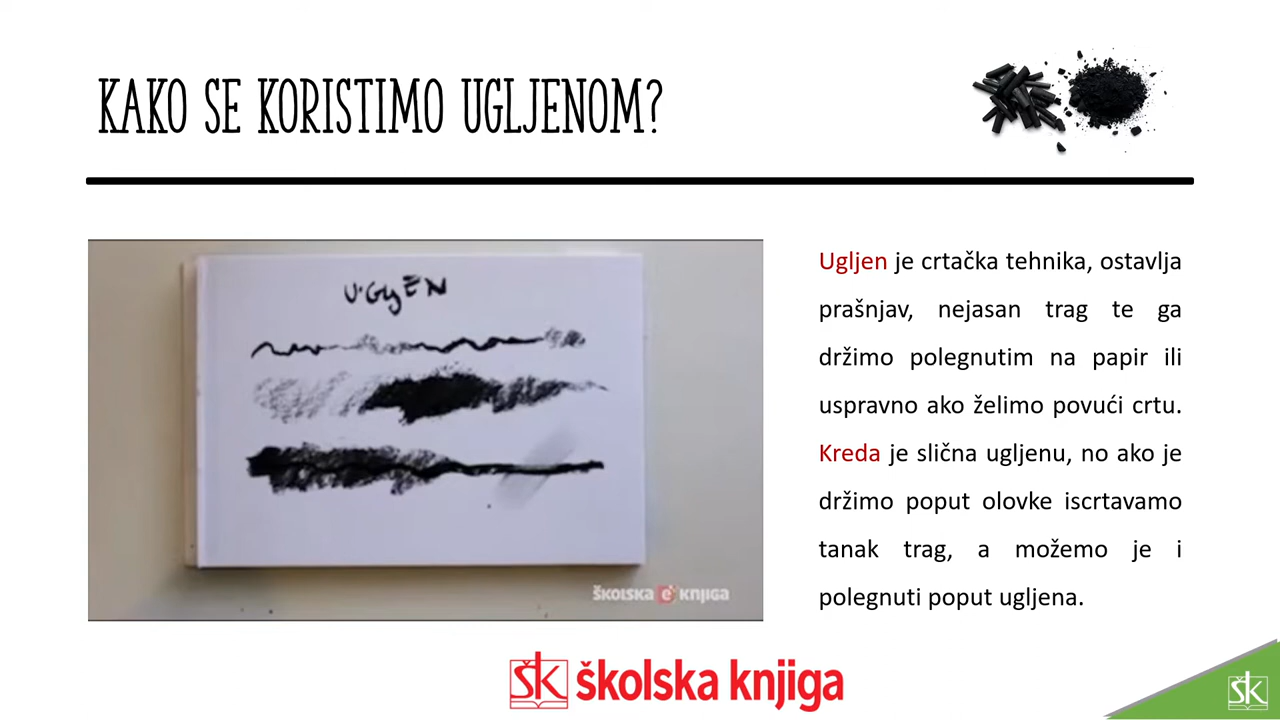 KAKO SE KORISTIMO UGLJENOM?
UGLJEN
Ugljen je crtačka tehnika, ostavlja
prašnjav, nejasan trag te ga
držimo polegnutim na papir ili
uspravno ako želimo povući crtu.
Kreda je slična ugljenu, no ako je
držimo poput olovke iscrtavamo
tanak trag, a možemo je i
polegnuti poput ugljena.
ŠKOLSKA e KNJIGA
šk školska knjiga
šk